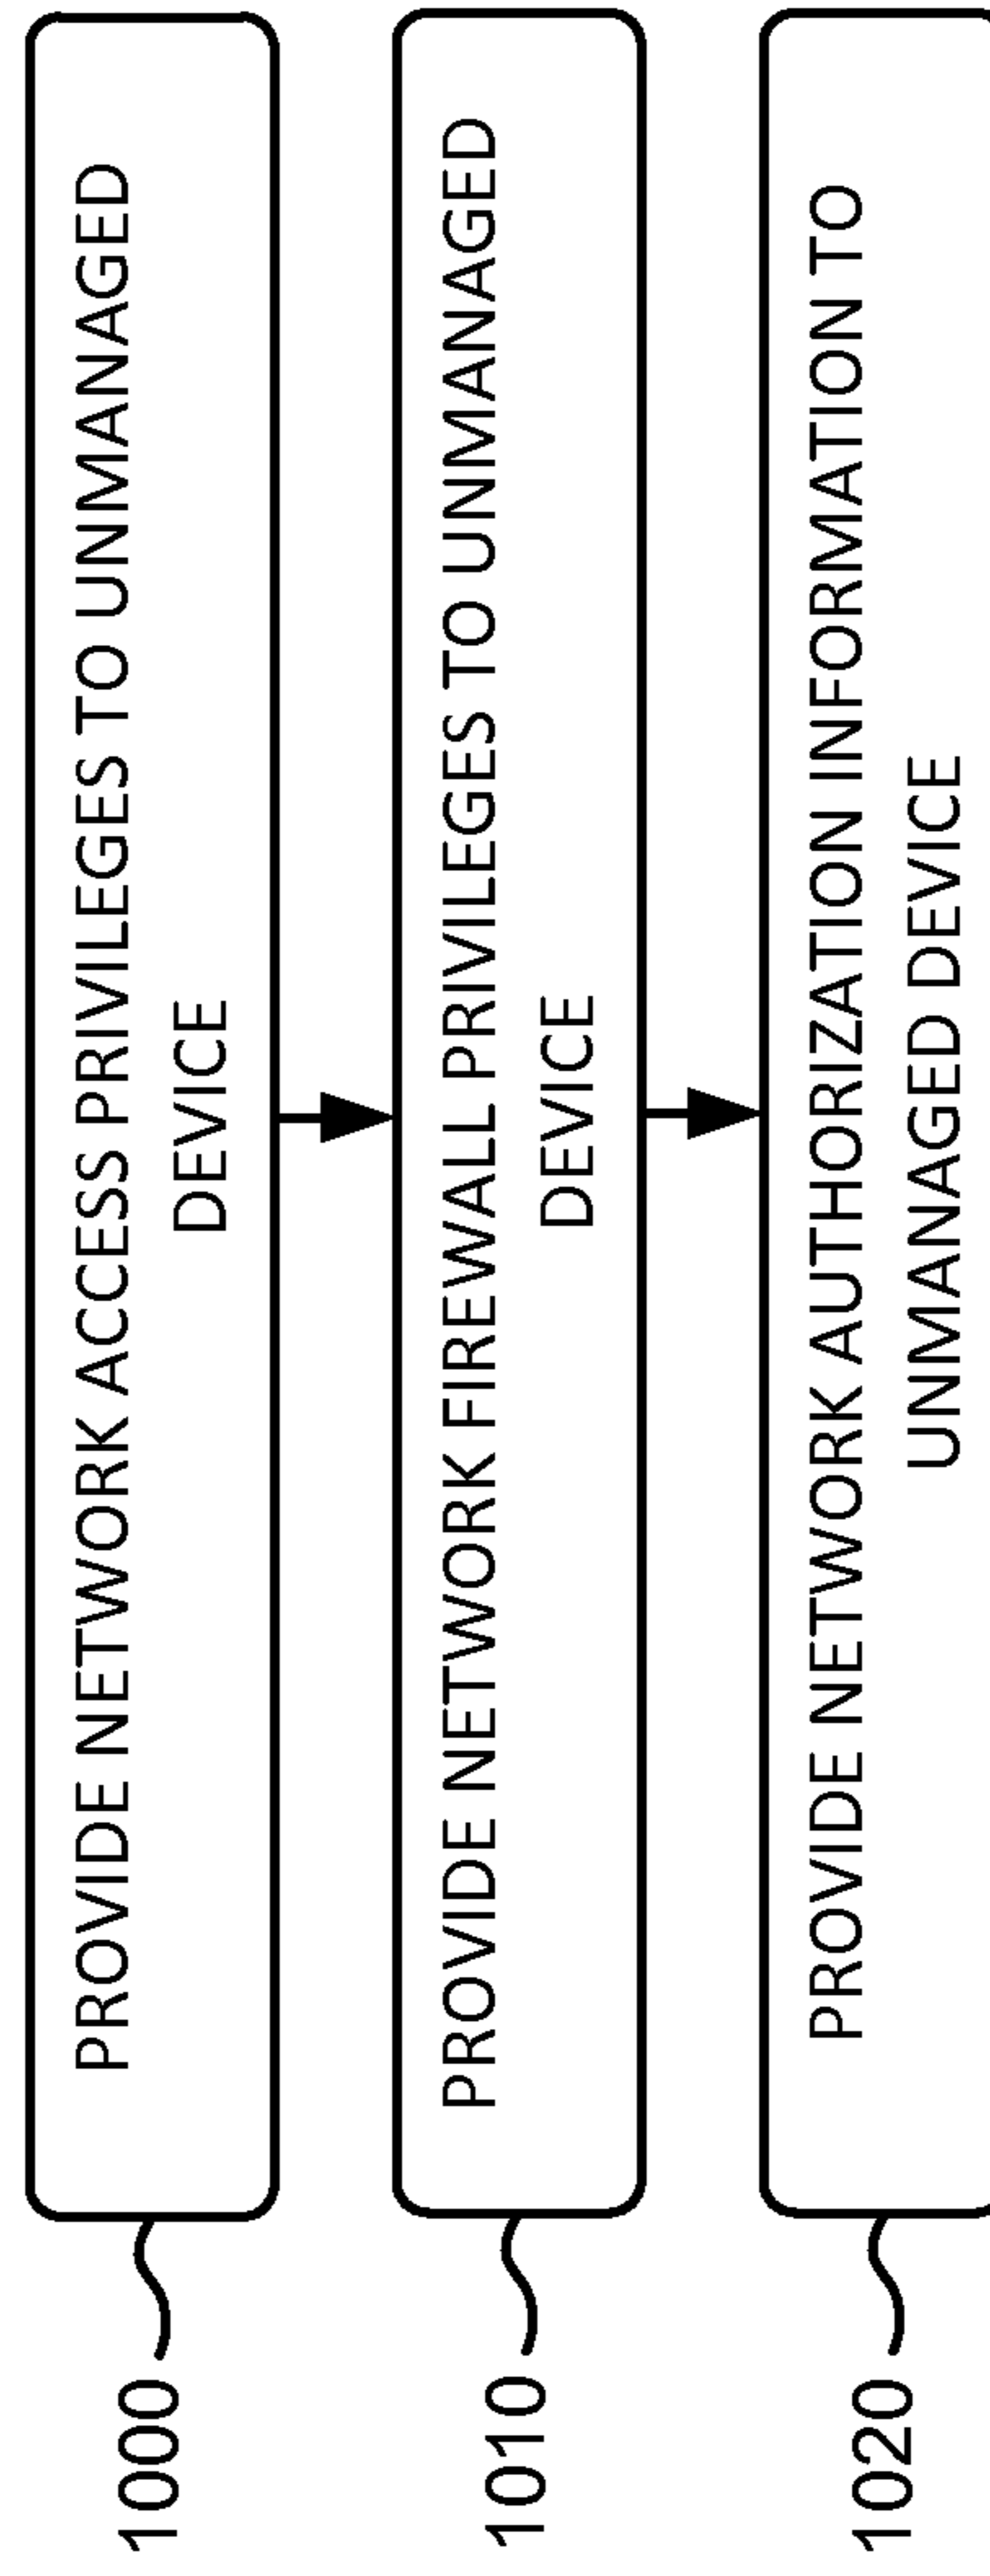 1000
PROVIDE NETWORK ACCESS PRIVILEGES TO UNMANAGED
DEVICE
1010
PROVIDE NETWORK FIREWALL PRIVILEGES TO UNMANAGED
DEVICE
1020
PROVIDE NETWORK AUTHORIZATION INFORMATION TO
UNMANAGED DEVICE